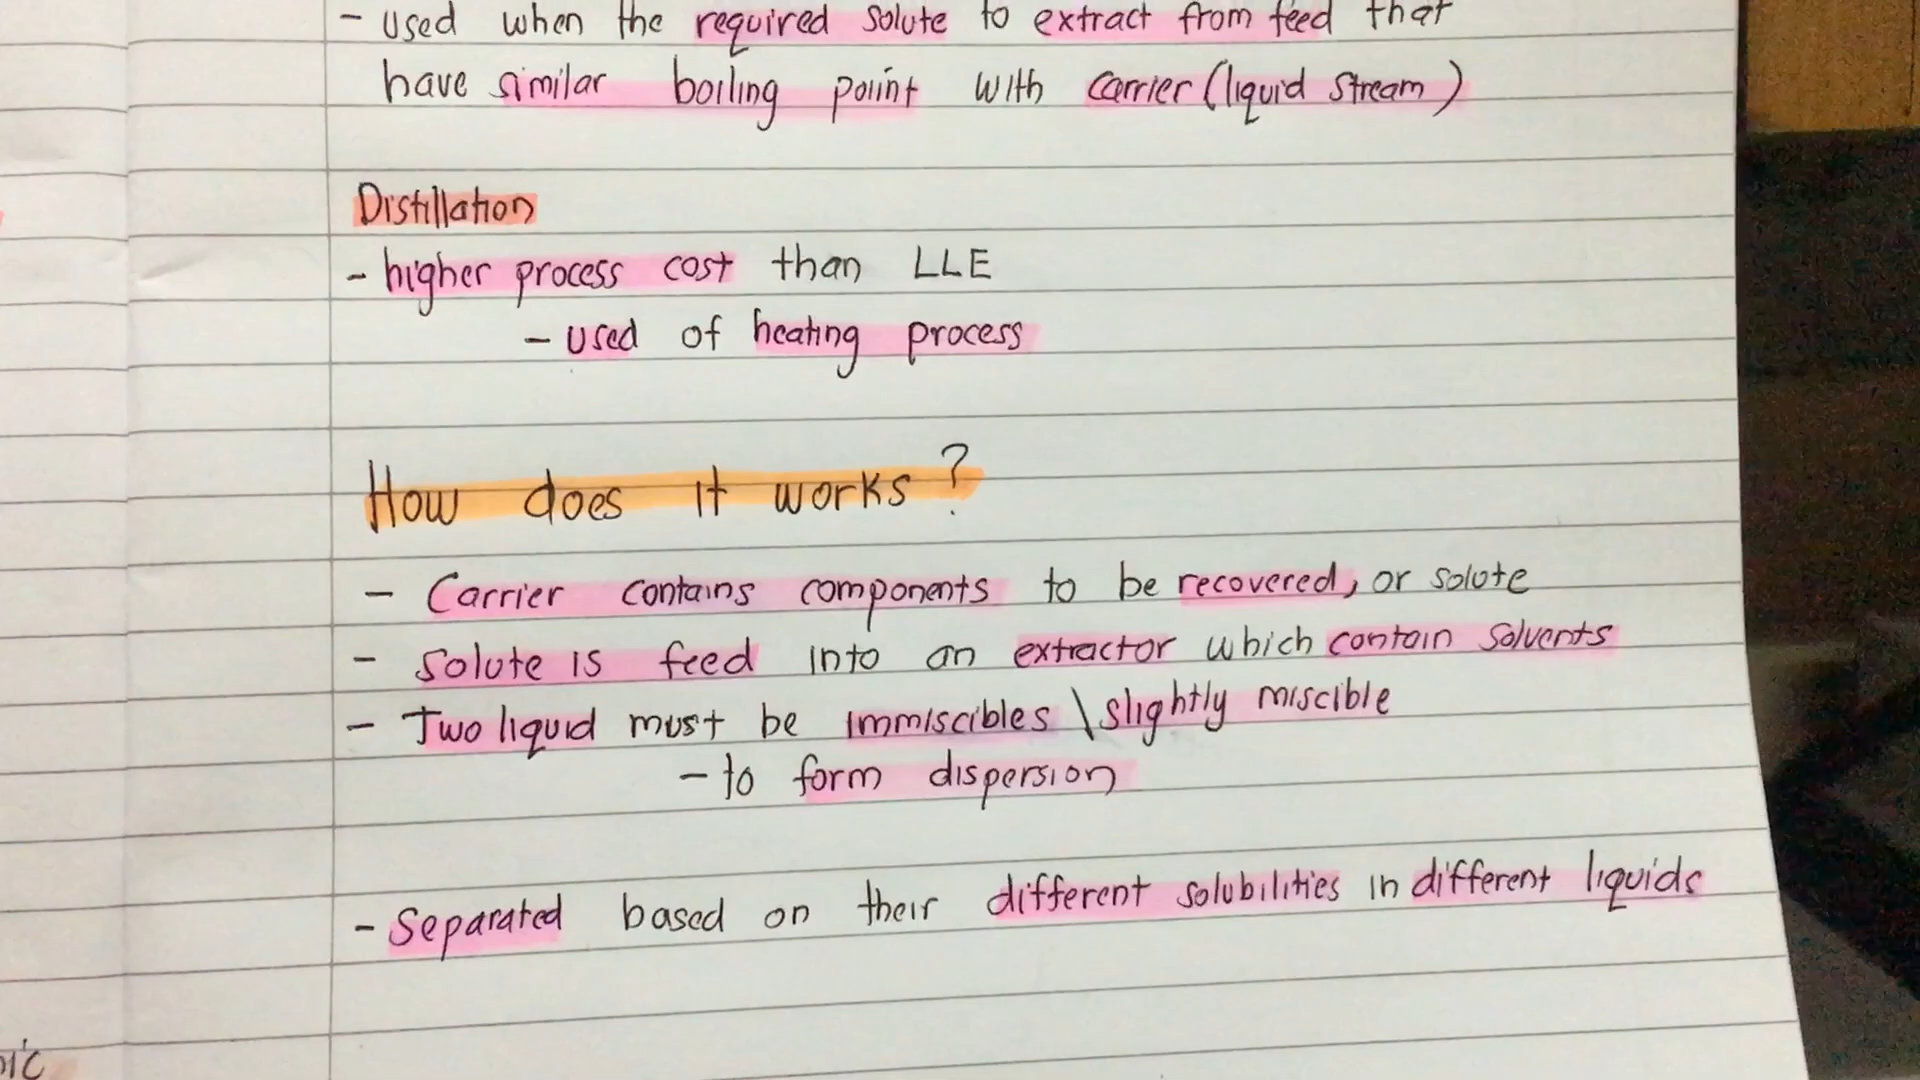 - used when the required solute to extract from feed that
have similar boiling point with carrier (liquid stream)
Distillation
- higher process cost than LLE
- used of heating process
How does it works?
- Carrier contains components to be recovered, or solute
- Solute is feed into an extractor which contain solvents
- Two liquid must be immiscibles \ slightly miscible
- to form dispersion
- Separated based on their different solubilities in different liquids